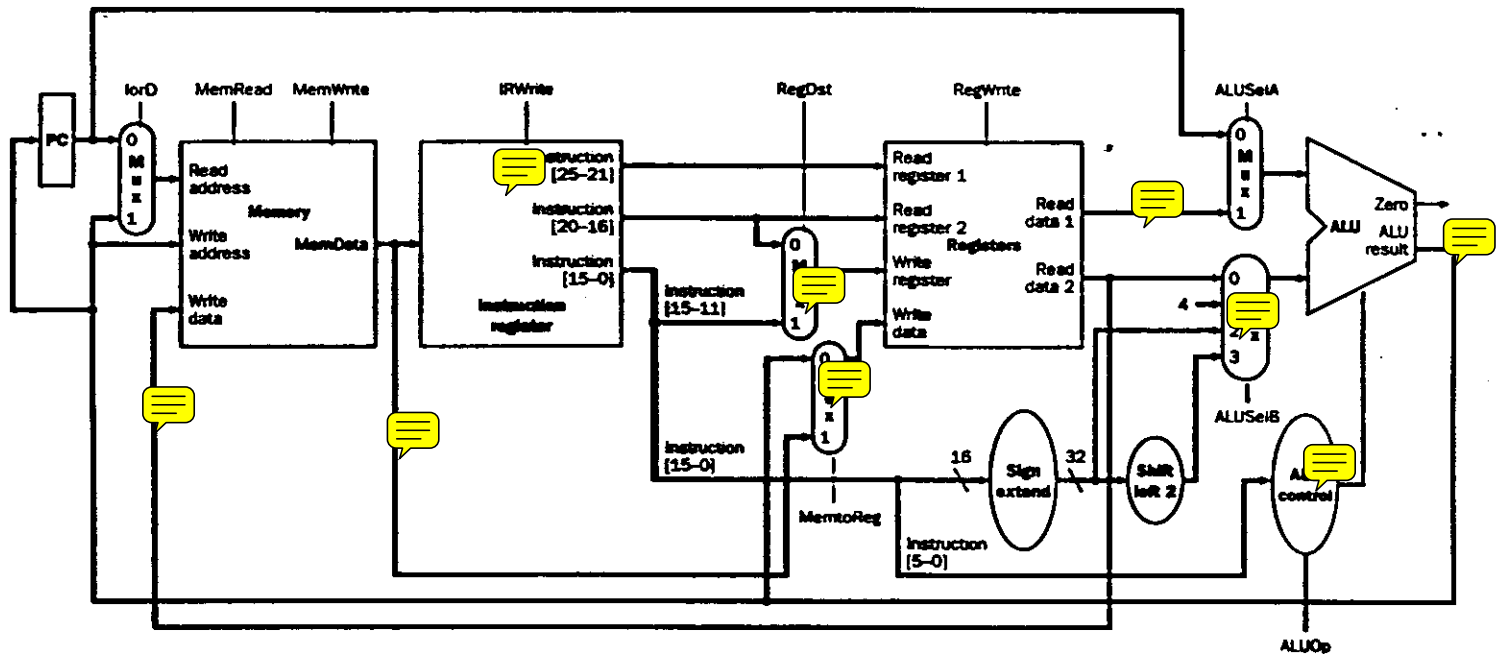 IorD
MemRead
MemWrite
IRWrite
RegDst
RegWrite
ALUSelA
PC
0
M
u
x
1
Read
address
Memory
Write
address
MemData
Write
data
[25–21]
Instruction
[20–16]
Instruction
[15–0]
Instruction
register
Instruction
[15–11]
Instruction
[15–0]
0
1
0
x
1
MemtoReg
Read
register 1
Read
register 2
Registers
Write
register
Write
data
Read
data 1
Read
data 2
0
M
u
x
1
0
4
x
3
ALUSelB
Zero
ALU
ALU
result
16
Sign
extend
32
Shift
left 2
control
Instruction
[5–0]
ALUOp